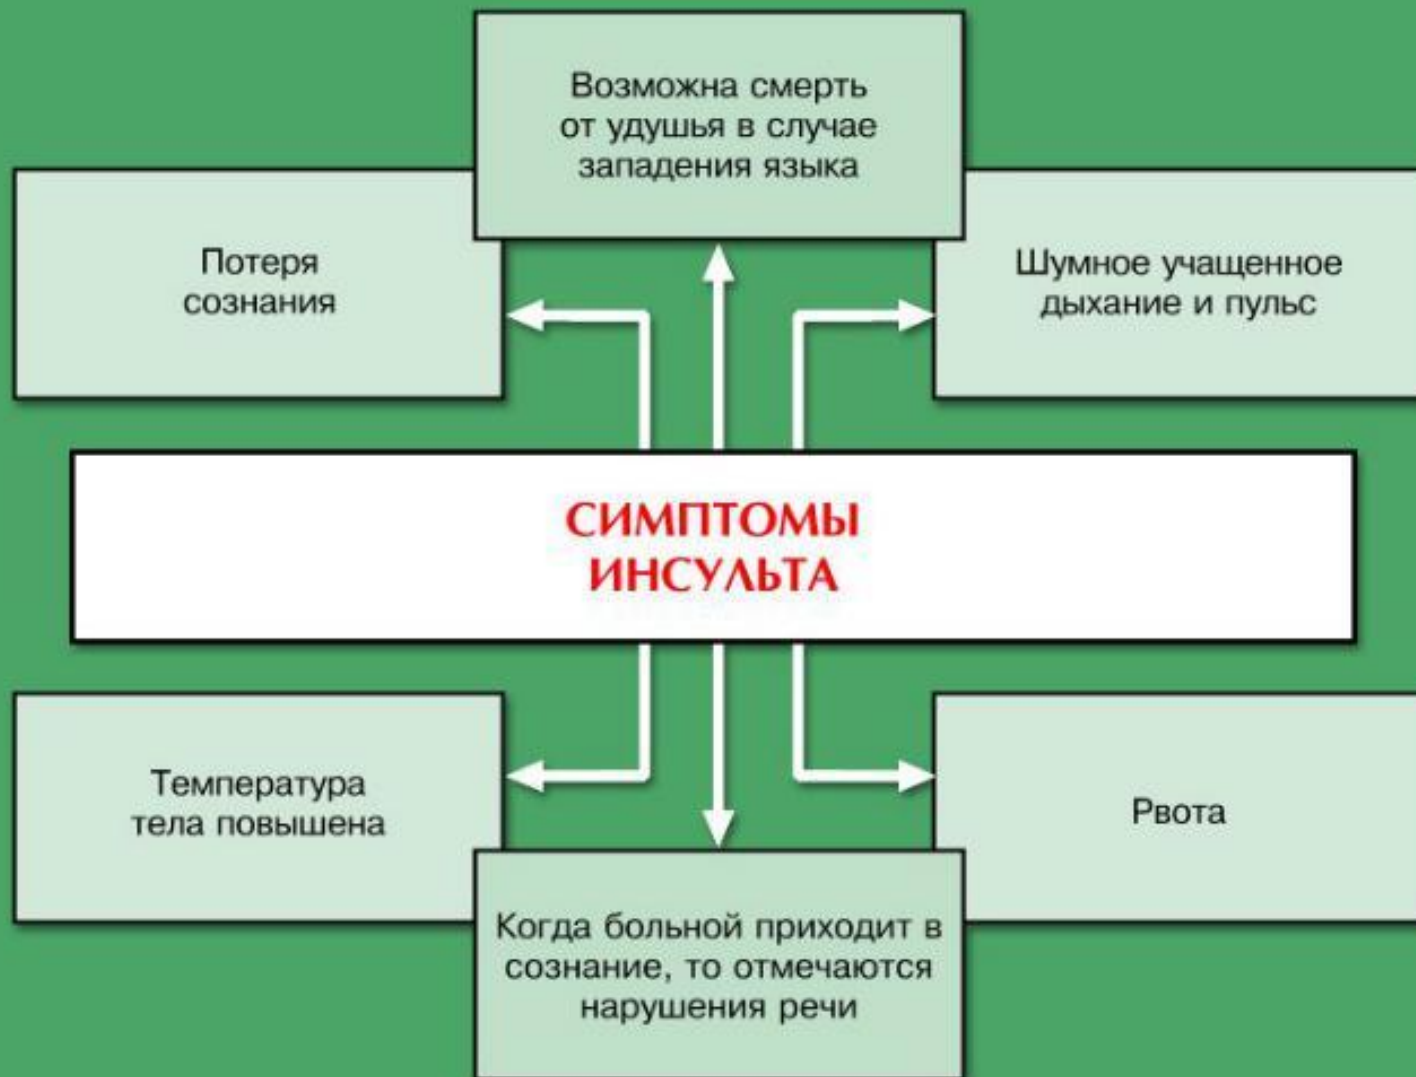 Возможна смерть
от удушья в случае
западения языка
Потеря
сознания
Шумное учащенное
дыхание и пульс
СИМПТОМЫ
ИНСУЛЬТА
Температура
тела повышена
Рвота
Когда больной приходит в
сознание, то отмечаются
нарушения речи